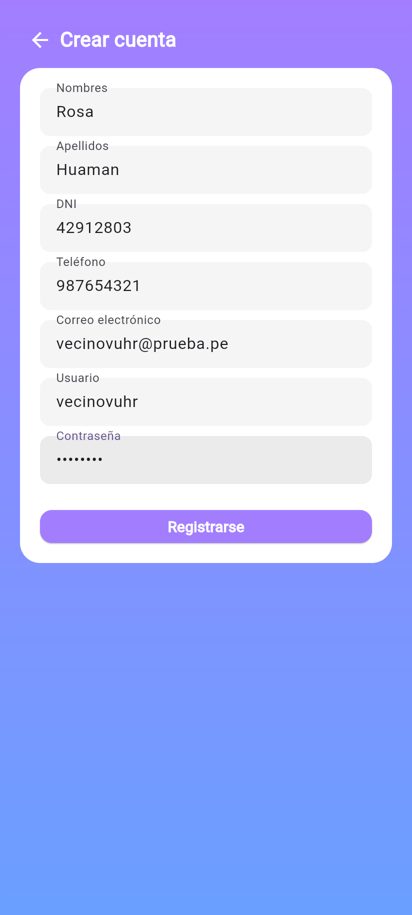 Crear cuenta
Nombres
Rosa
Apellidos
Huaman
DNI
42912803
Teléfono
987654321
Correo electrónico
vecinovuhr@prueba.pe
Usuario
vecinovuhr
Contraseña
••••••••
Registrarse